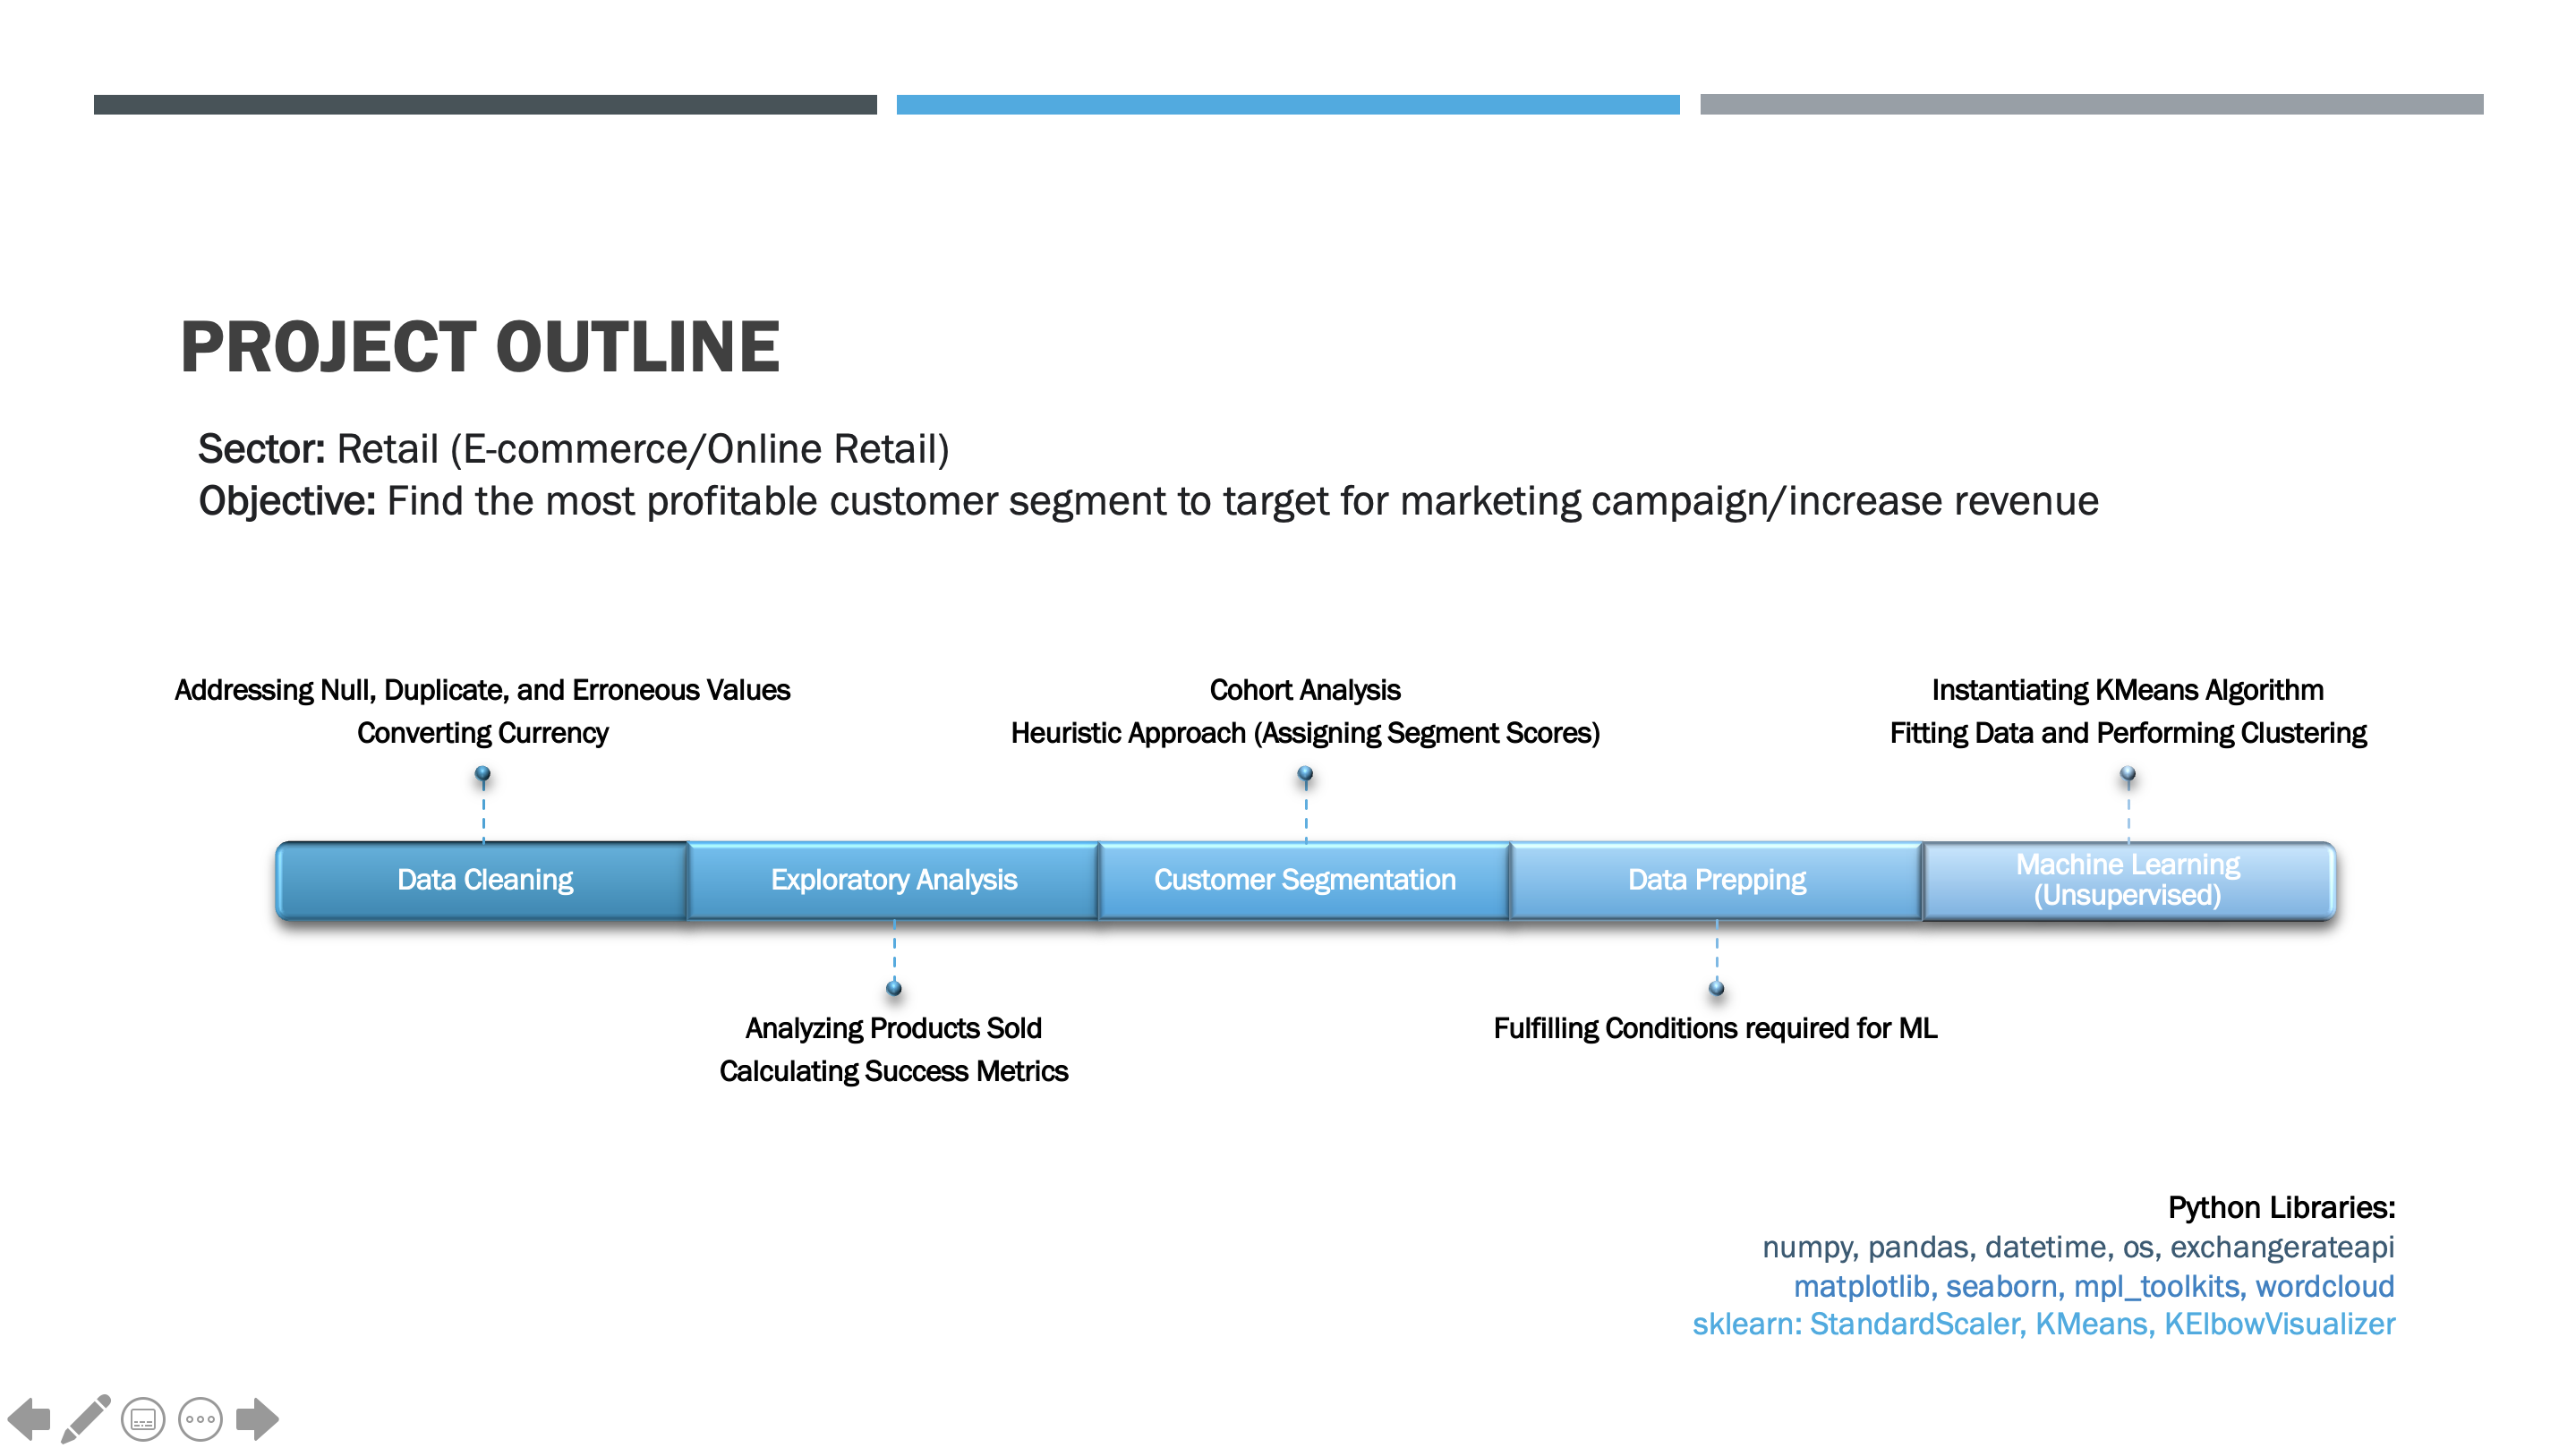 PROJECT OUTLINE
Sector: Retail (E-commerce/Online Retail)
Objective: Find the most profitable customer segment to target for marketing campaign/increase revenue
Addressing Null, Duplicate, and Erroneous Values
Converting Currency
Cohort Analysis
Heuristic Approach (Assigning Segment Scores)
Instantiating KMeans Algorithm
Fitting Data and Performing Clustering
Data Cleaning
Exploratory Analysis
Customer Segmentation
Data Prepping
Machine Learning
(Unsupervised)
Analyzing Products Sold
Calculating Success Metrics
Fulfilling Conditions required for ML
Python Libraries:
numpy, pandas, datetime, os, exchangerateapi
matplotlib, seaborn, mpl_toolkits, wordcloud
sklearn: StandardScaler, KMeans, KElbowVisualizer